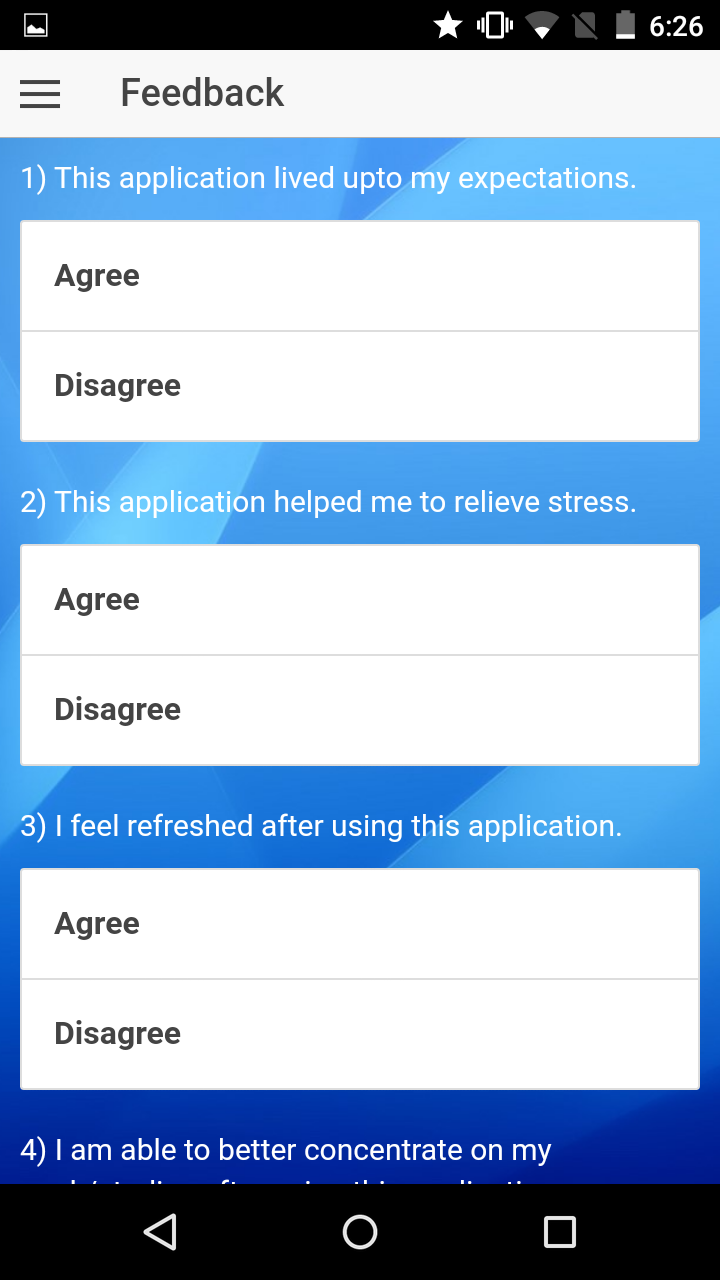 6:26
Feedback
1) This application lived upto my expectations.
Agree
Disagree
2) This application helped me to relieve stress.
Agree
Disagree
3) I feel refreshed after using this application.
Agree
Disagree
4) I am able to better concentrate on my